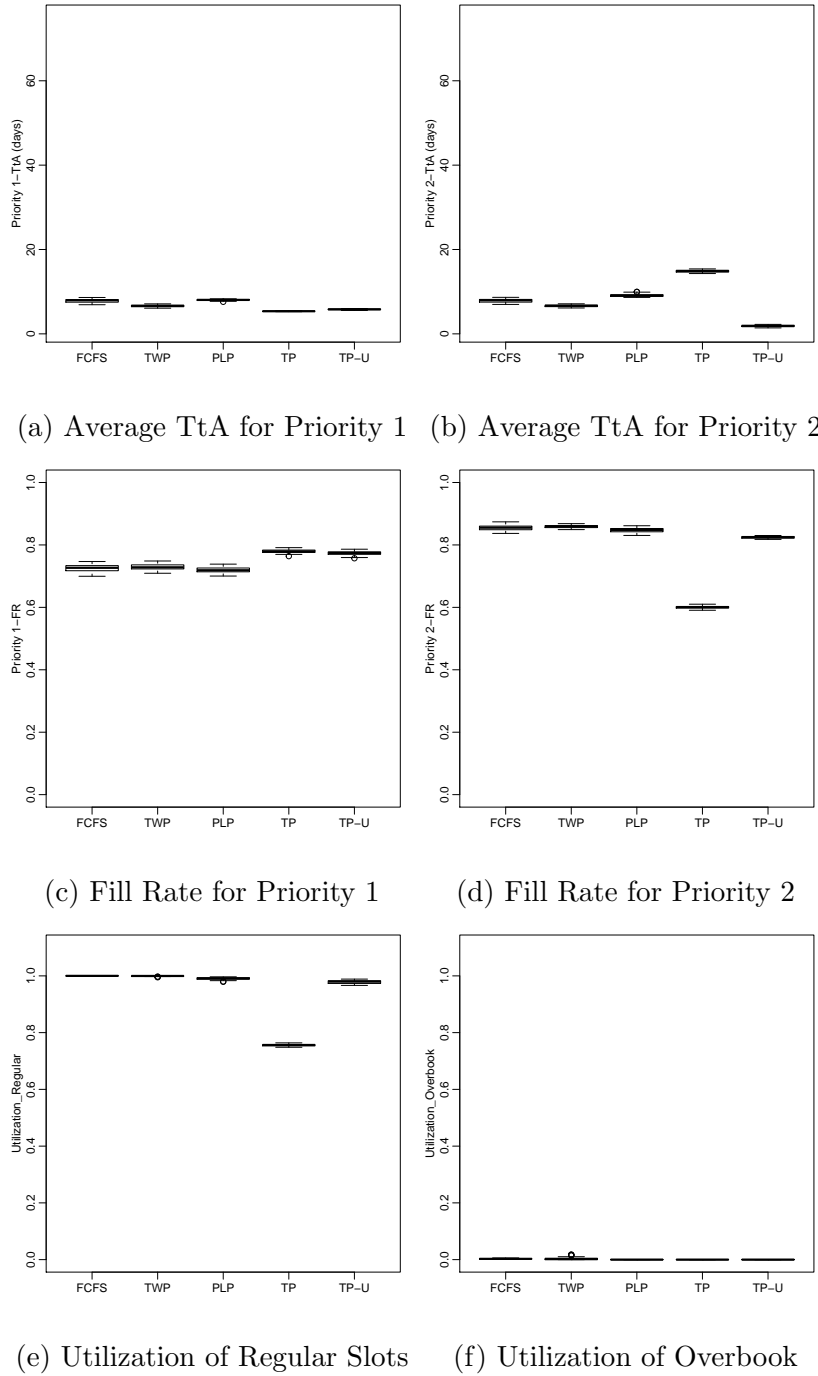 Priority 1−TtA (days)
0 20 40 60
FCFS TWP PLP TP TP−U
(a) Average TtA for Priority 1
Priority 2−TtA (days)
0 20 40 60
FCFS TWP PLP TP TP−U
(b) Average TtA for Priority 2
Priority 1−FR
0.0 0.2 0.4 0.6 0.8 1.0
FCFS TWP PLP TP TP−U
(c) Fill Rate for Priority 1
Priority 2−FR
0.0 0.2 0.4 0.6 0.8 1.0
FCFS TWP PLP TP TP−U
(d) Fill Rate for Priority 2
Utilization_Regular
0.0 0.2 0.4 0.6 0.8 1.0
FCFS TWP PLP TP TP−U
(e) Utilization of Regular Slots
Utilization_Overbook
0.0 0.2 0.4 0.6 0.8 1.0
FCFS TWP PLP TP TP−U
(f) Utilization of Overbook